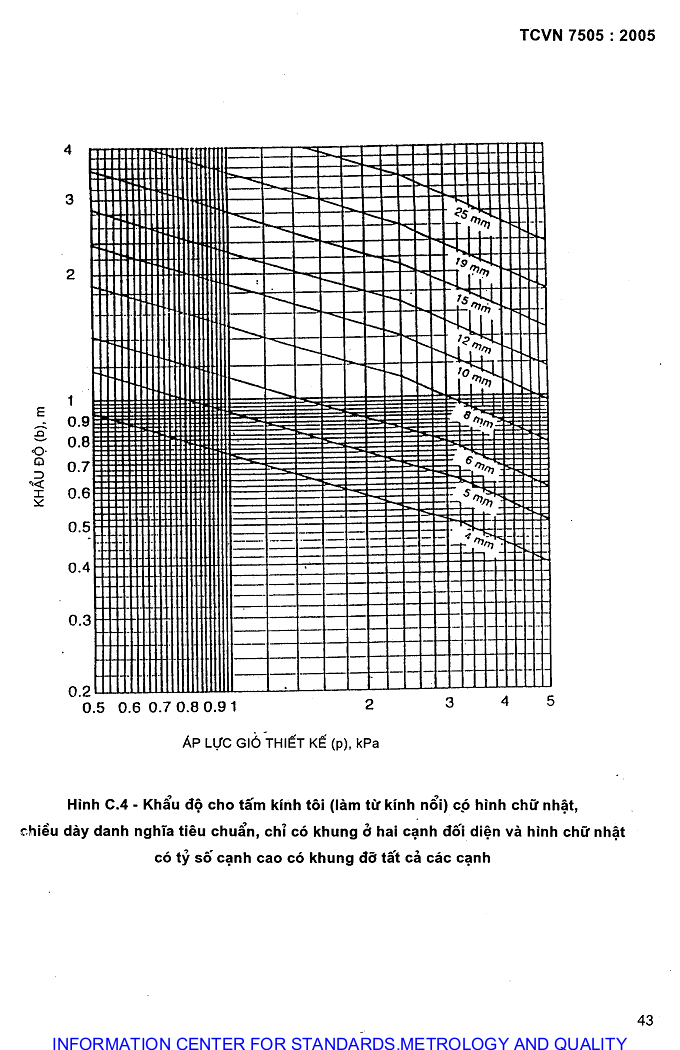 TCVN 7505 : 2005
4
3
2
1
0.9
0.8
0.7
0.6
0.5
0.4
0.3
0.2
KHẨU ĐỘ (b), m
25 mm
19 mm
15 mm
12 mm
10 mm
8 mm
6 mm
5 mm
4 mm
0.5 0.6 0.7 0.8 0.9 1 2 3 4 5
ÁP LỰC GIÓ THIẾT KẾ (p), kPa
Hình C.4 - Khẩu độ cho tấm kính tôi (làm từ kính nổi) có hình chữ nhật,
chiều dày danh nghĩa tiêu chuẩn, chỉ có khung ở hai cạnh đối diện và hình chữ nhật
có tỷ số cạnh cao có khung đỡ tất cả các cạnh
43
INFORMATION CENTER FOR STANDARDS.METROLOGY AND QUALITY